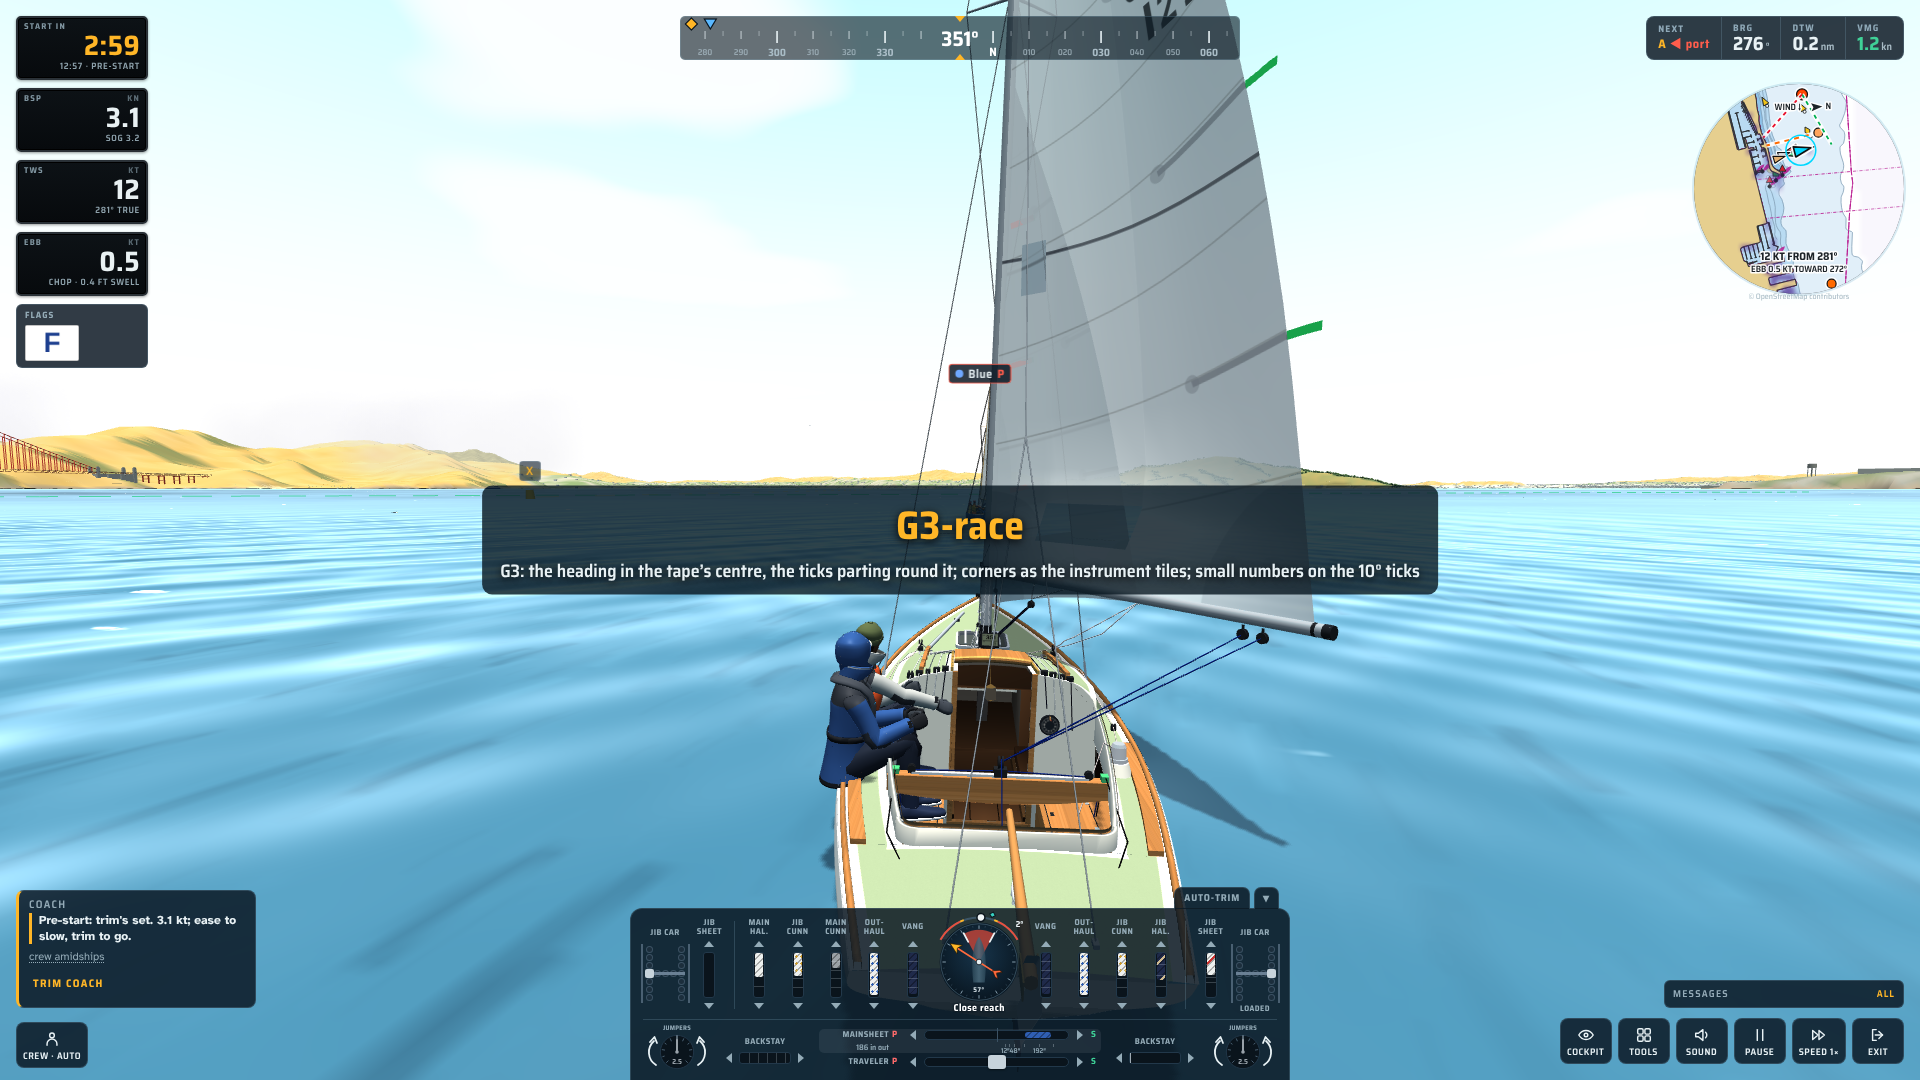 START IN
2:59
12:57 · PRE-START
BSP KN
3.1
SOG 3.2
TWS KT
12
281° TRUE
EBB KT
0.5
CHOP · 0.4 FT SWELL
FLAGS
F
351°
280 290 300 310 320 330 N 010 020 030 040 050 060
NEXT BRG DTW VMG
A ◀ port 276° 0.2 nm 1.2 kn
WIND N
12 KT FROM 281°
EBB 0.5 KT TOWARD 272°
© OpenStreetMap contributors
Blue P
X
G3-race
G3: the heading in the tape's centre, the ticks parting round it; corners as the instrument tiles; small numbers on the 10° ticks
COACH
Pre-start: trim's set. 3.1 kt; ease to
slow, trim to go.
crew amidships
TRIM COACH
CREW · AUTO
AUTO-TRIM ▼
JIB CAR
JIB SHEET
MAIN HAL.
JIB CUNN
MAIN CUNN
OUT-HAUL
VANG
2°
57°
Close reach
VANG
OUT-HAUL
JIB CUNN
JIB HAL.
JIB SHEET
JIB CAR
LOADED
JUMPERS
2.5
BACKSTAY
MAINSHEET P S
186 in out
192°
TRAVELER P S
BACKSTAY
JUMPERS
2.5
MESSAGES ALL
COCKPIT
TOOLS
SOUND
PAUSE
SPEED 1×
EXIT